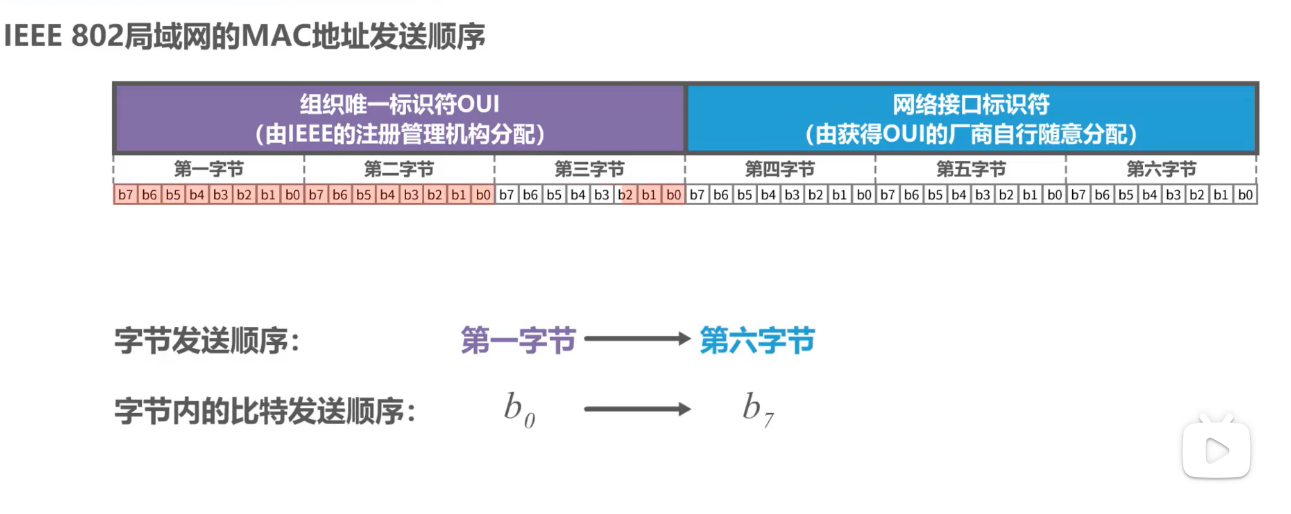 IEEE 802局域网的MAC地址发送顺序
组织唯一标识符OUI
（由IEEE的注册管理机构分配）
网络接口标识符
（由获得OUI的厂商自行随意分配）
第一字节 第二字节 第三字节 第四字节 第五字节 第六字节
b7 b6 b5 b4 b3 b2 b1 b0 b7 b6 b5 b4 b3 b2 b1 b0 b7 b6 b5 b4 b3 b2 b1 b0 b7 b6 b5 b4 b3 b2 b1 b0 b7 b6 b5 b4 b3 b2 b1 b0 b7 b6 b5 b4 b3 b2 b1 b0
字节发送顺序： 第一字节 第六字节
字节内的比特发送顺序： b0 b7